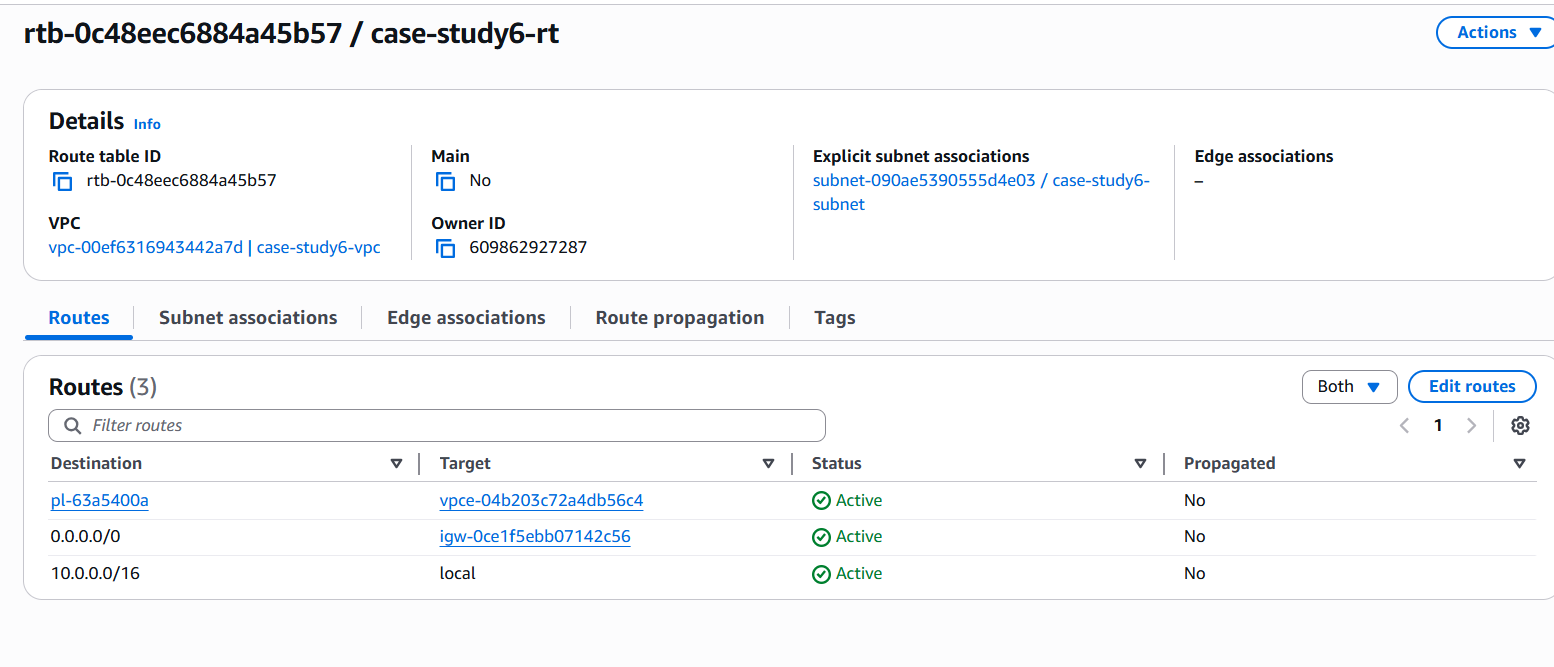 rtb-0c48eec6884a45b57 / case-study6-rt
Actions
Details Info
Route table ID
rtb-0c48eec6884a45b57
Main
No
Explicit subnet associations
subnet-090ae5390555d4e03 / case-study6-
subnet
Edge associations
–
VPC
vpc-00ef6316943442a7d | case-study6-vpc
Owner ID
609862927287
Routes
Subnet associations
Edge associations
Route propagation
Tags
Routes (3)
Both
Edit routes
Filter routes
1
Destination Target Status Propagated
pl-63a5400a vpce-04b203c72a4db56c4 Active No
0.0.0.0/0 igw-0ce1f5ebb07142c56 Active No
10.0.0.0/16 local Active No